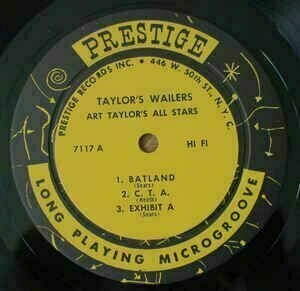 PRESTIGE
PRESTIGE RECORDS INC. • 446 W. 50th ST., N.Y.C.
TAYLOR'S WAILERS
ART TAYLOR'S ALL STARS
7117 A HI FI
1. BATLAND
(Sears)
2. C. T. A.
(Heath)
3. EXHIBIT A
(Sears)
LONG PLAYING MICROGROOVE